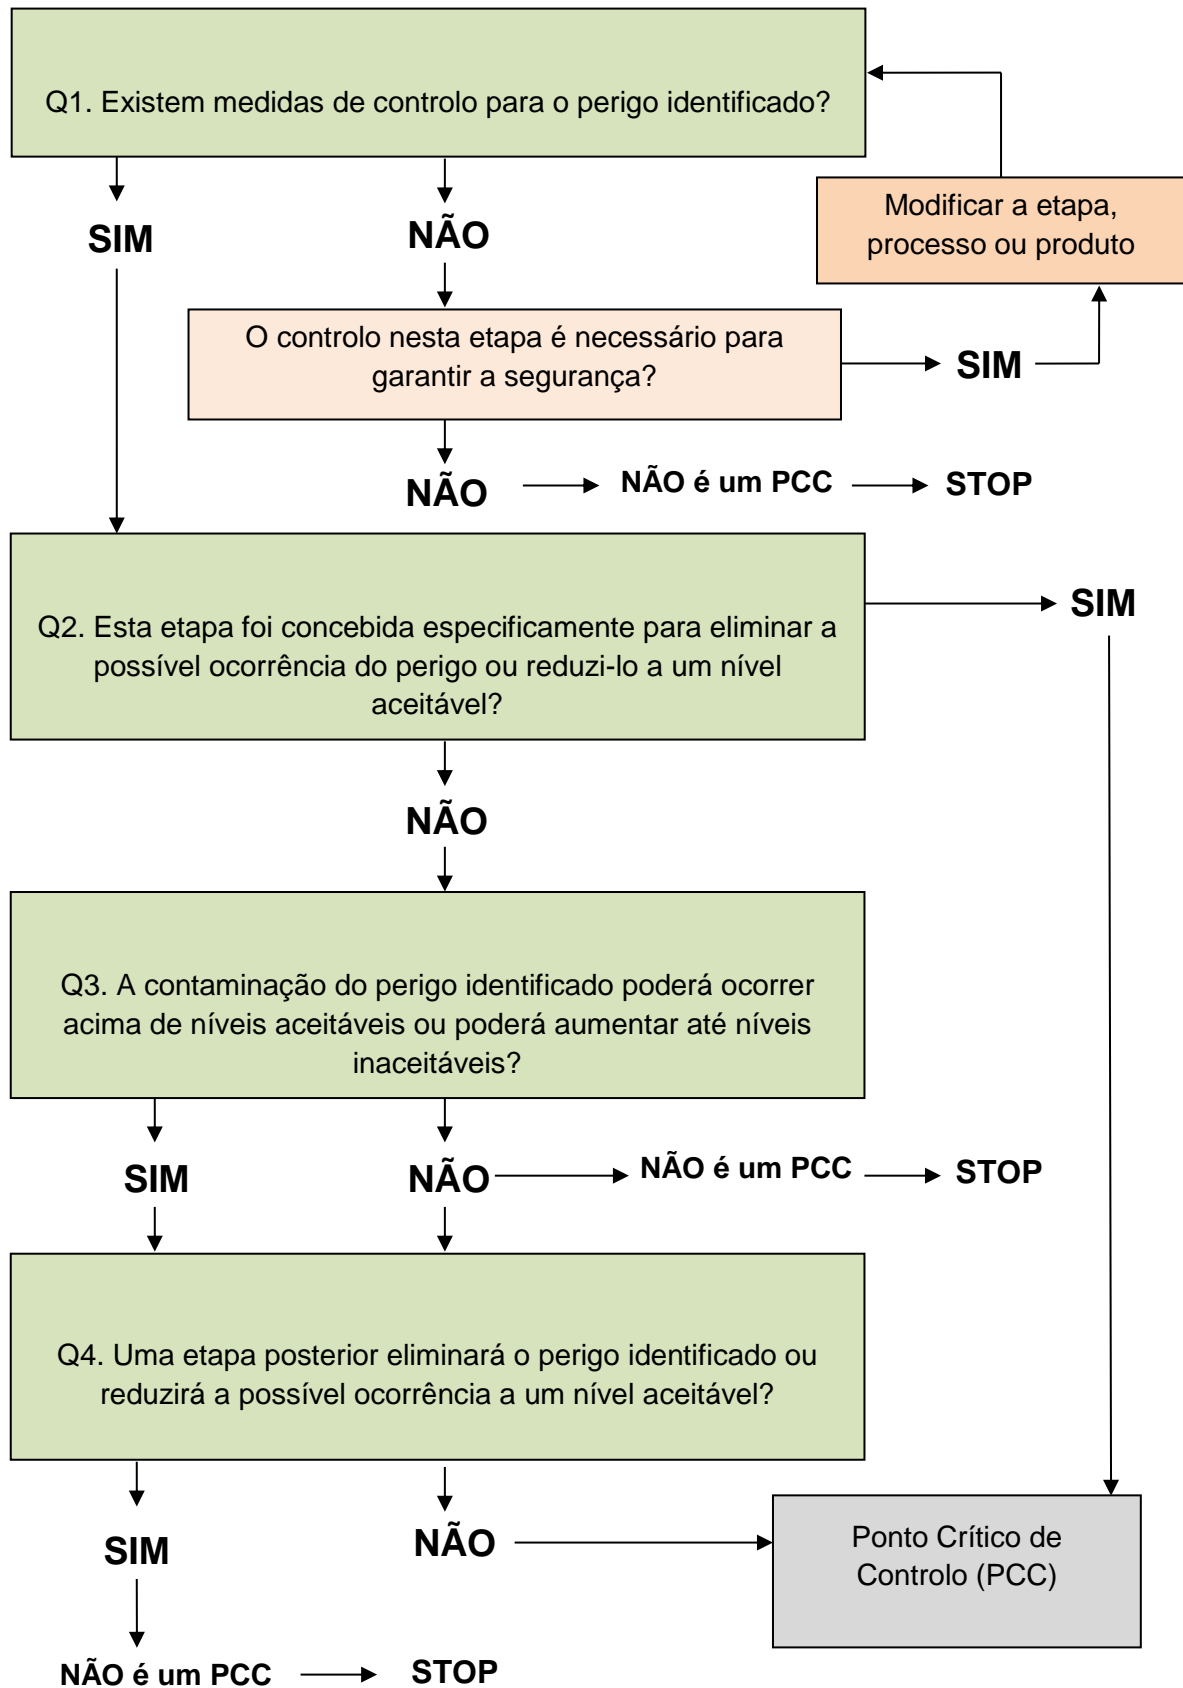 Q1. Existem medidas de controlo para o perigo identificado?
Modificar a etapa,
processo ou produto
SIM
NÃO
O controlo nesta etapa é necessário para
garantir a segurança?
SIM
NÃO
NÃO é um PCC
STOP
Q2. Esta etapa foi concebida especificamente para eliminar a
possível ocorrência do perigo ou reduzi-lo a um nível
aceitável?
SIM
NÃO
Q3. A contaminação do perigo identificado poderá ocorrer
acima de níveis aceitáveis ou poderá aumentar até níveis
inaceitáveis?
SIM
NÃO
NÃO é um PCC
STOP
Q4. Uma etapa posterior eliminará o perigo identificado ou
reduzirá a possível ocorrência a um nível aceitável?
SIM
NÃO
Ponto Crítico de
Controlo (PCC)
NÃO é um PCC
STOP